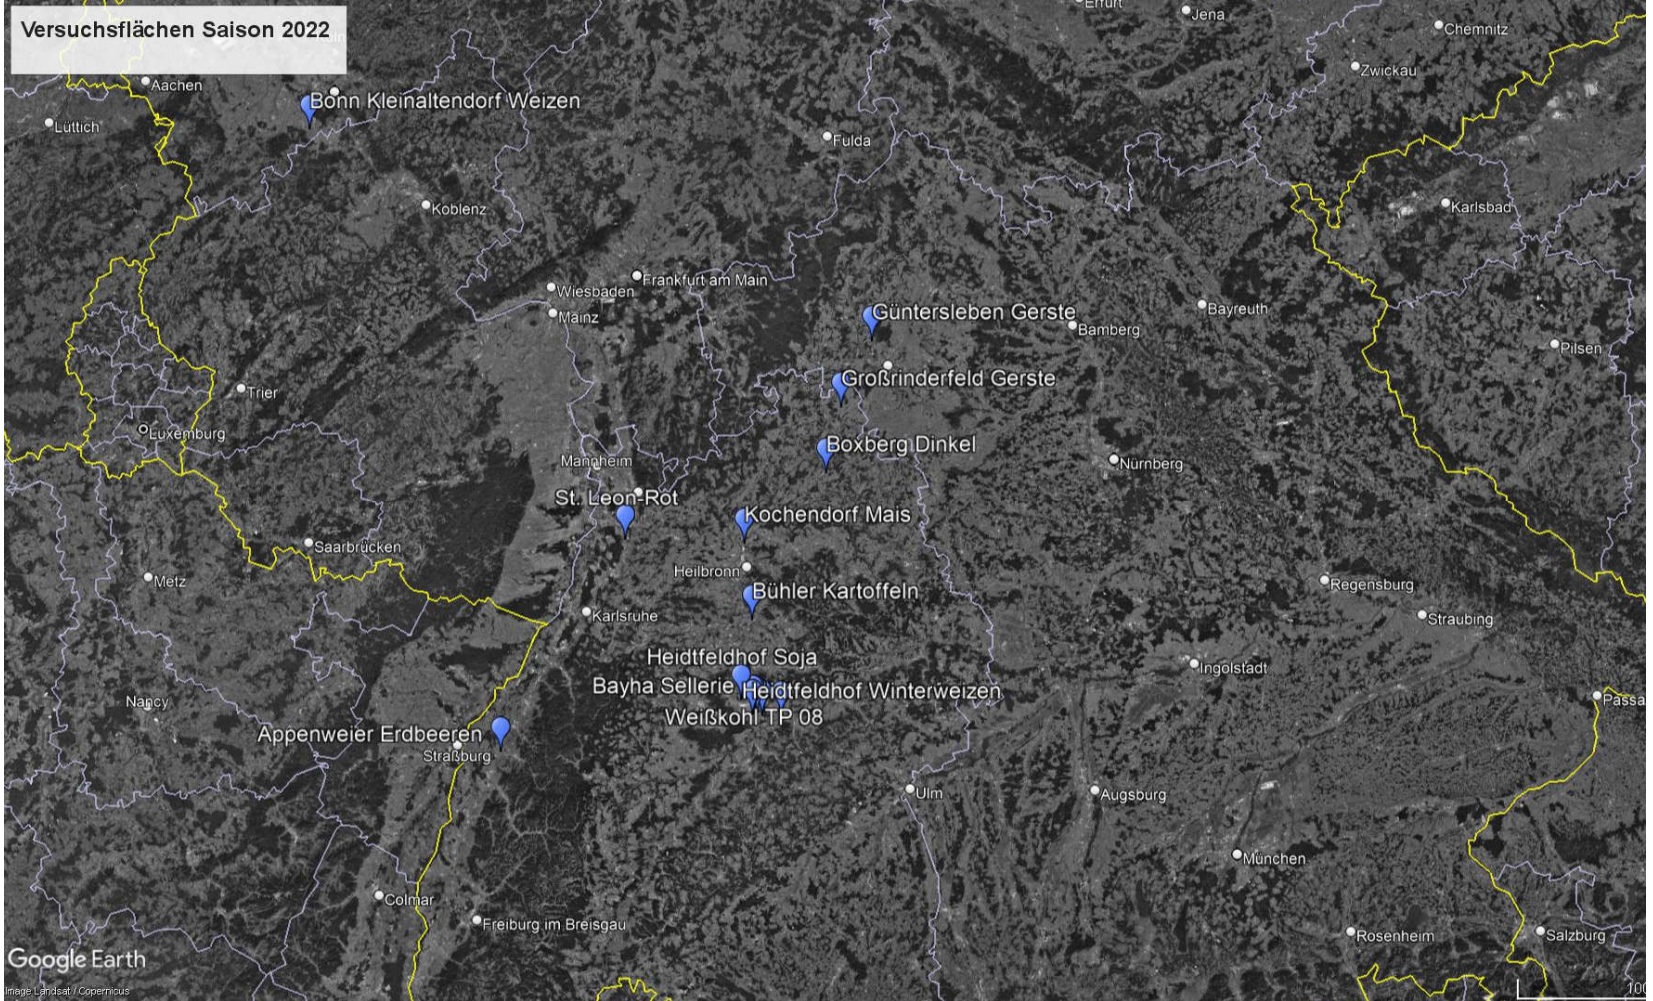 Versuchsflächen Saison 2022
Erfurt
Jena
Chemnitz
Zwickau
Aachen
Bonn Kleinaltendorf Weizen
Lüttich
Fulda
Koblenz
Karlsbad
Frankfurt am Main
Wiesbaden
Mainz
Güntersleben Gerste
Bayreuth
Bamberg
Pilsen
Großrinderfeld Gerste
Trier
Luxemburg
Boxberg Dinkel
Mannheim
Nürnberg
St. Leon-Rot
Kochendorf Mais
Saarbrücken
Heilbronn
Metz
Regensburg
Bühler Kartoffeln
Karlsruhe
Straubing
Heidtfeldhof Soja
Ingolstadt
Bayha Sellerie
Heidtfeldhof Winterweizen
Nancy
Passa
Weißkohl TP 08
Appenweier Erdbeeren
Straßburg
Ulm
Augsburg
München
Colmar
Freiburg im Breisgau
Rosenheim
Salzburg
Google Earth
Image Landsat / Copernicus
100